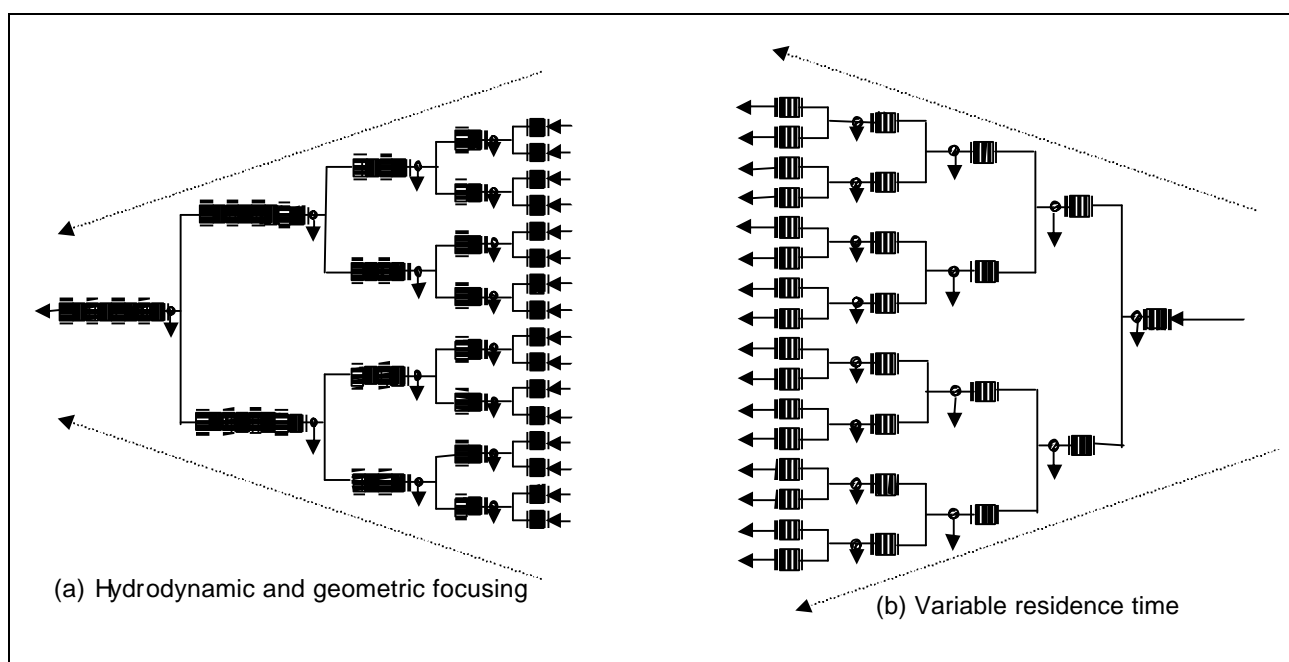 (a) Hydrodynamic and geometric focusing
(b) Variable residence time